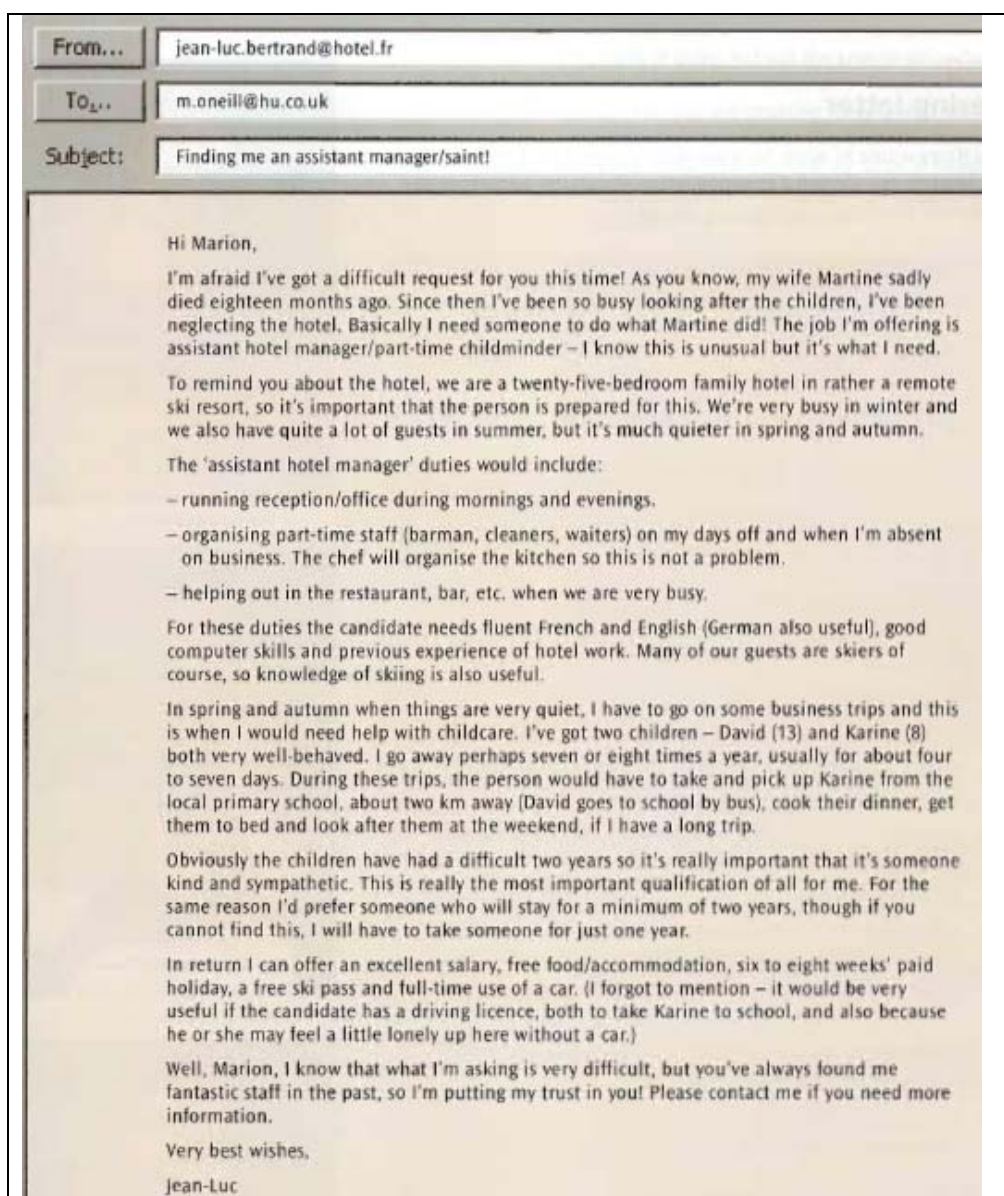 From...
jean-luc.bertrand@hotel.fr
To...
m.oneill@hu.co.uk
Subject:
Finding me an assistant manager/saint!
Hi Marion,
I'm afraid I've got a difficult request for you this time! As you know, my wife Martine sadly
died eighteen months ago. Since then I've been so busy looking after the children, I've been
neglecting the hotel. Basically I need someone to do what Martine did! The job I'm offering is
assistant hotel manager/part-time childminder – I know this is unusual but it's what I need.
To remind you about the hotel, we are a twenty-five-bedroom family hotel in rather a remote
ski resort, so it's important that the person is prepared for this. We're very busy in winter and
we also have quite a lot of guests in summer, but it's much quieter in spring and autumn.
The 'assistant hotel manager' duties would include:
– running reception/office during mornings and evenings.
– organising part-time staff (barman, cleaners, waiters) on my days off and when I'm absent
on business. The chef will organise the kitchen so this is not a problem.
– helping out in the restaurant, bar, etc. when we are very busy.
For these duties the candidate needs fluent French and English (German also useful), good
computer skills and previous experience of hotel work. Many of our guests are skiers of
course, so knowledge of skiing is also useful.
In spring and autumn when things are very quiet, I have to go on some business trips and this
is when I would need help with childcare. I've got two children – David (13) and Karine (8)
both very well-behaved. I go away perhaps seven or eight times a year, usually for about four
to seven days. During these trips, the person would have to take and pick up Karine from the
local primary school, about two km away (David goes to school by bus), cook their dinner, get
them to bed and look after them at the weekend, if I have a long trip.
Obviously the children have had a difficult two years so it's really important that it's someone
kind and sympathetic. This is really the most important qualification of all for me. For the
same reason I'd prefer someone who will stay for a minimum of two years, though if you
cannot find this, I will have to take someone for just one year.
In return I can offer an excellent salary, free food/accommodation, six to eight weeks' paid
holiday, a free ski pass and full-time use of a car. (I forgot to mention – it would be very
useful if the candidate has a driving licence, both to take Karine to school, and also because
he or she may feel a little lonely up here without a car.)
Well, Marion, I know that what I'm asking is very difficult, but you've always found me
fantastic staff in the past, so I'm putting my trust in you! Please contact me if you need more
information.
Very best wishes,
Jean-Luc